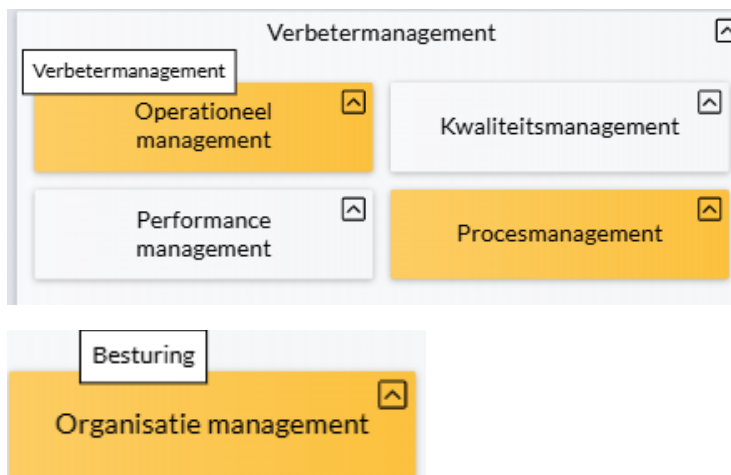 Verbetermanagement
Verbetermanagement
Operationeel
management
Kwaliteitsmanagement
Performance
management
Procesmanagement
Besturing
Organisatie management